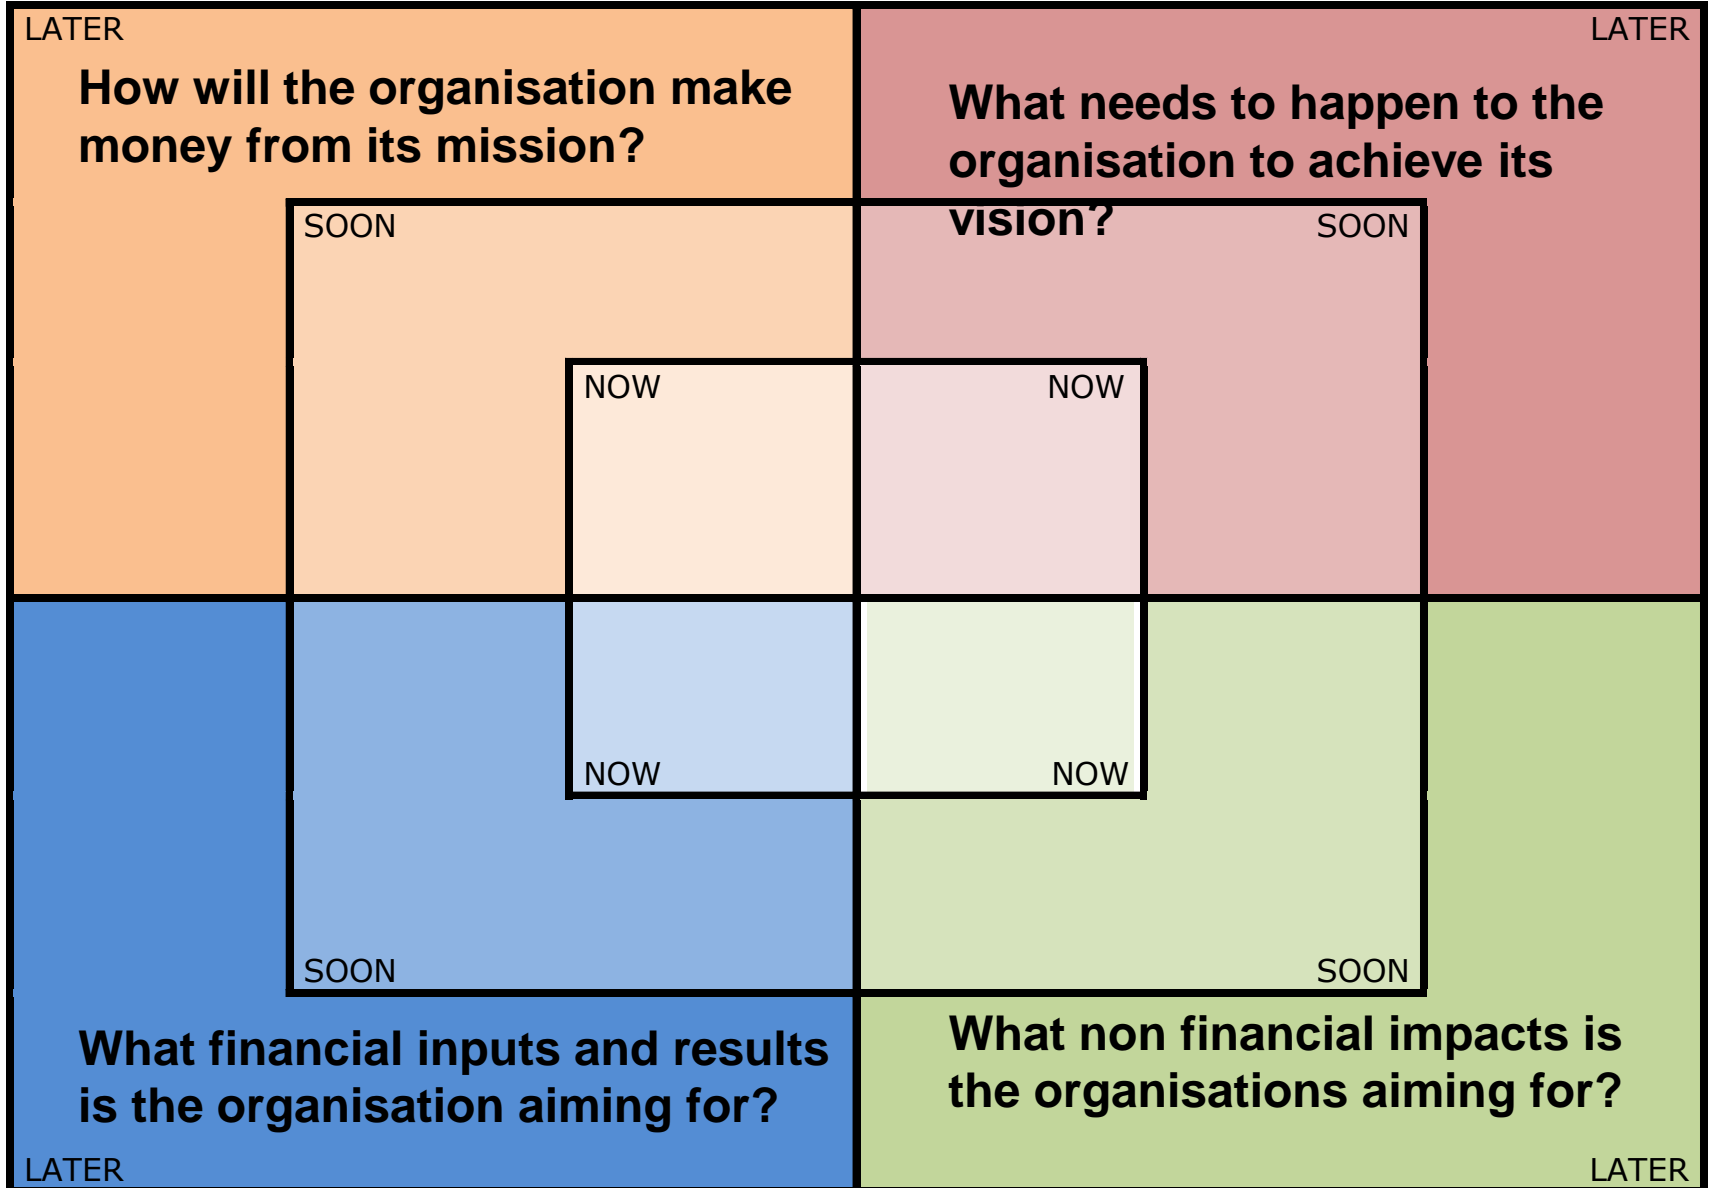 LATER
LATER
How will the organisation make
money from its mission?
What needs to happen to the
organisation to achieve its
vision?
SOON
SOON
NOW
NOW
NOW
NOW
SOON
SOON
What financial inputs and results
is the organisation aiming for?
What non financial impacts is
the organisations aiming for?
LATER
LATER